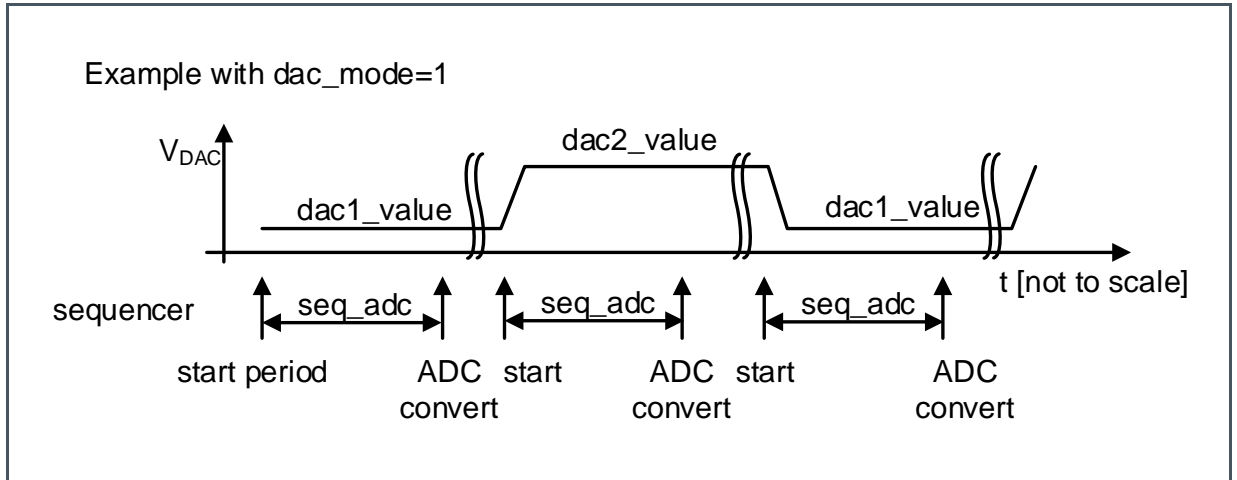 Example with dac_mode=1
VDAC
dac2_value
dac1_value
dac1_value
t [not to scale]
sequencer
seq_adc
seq_adc
seq_adc
start period
ADC convert
start
ADC convert
start
ADC convert